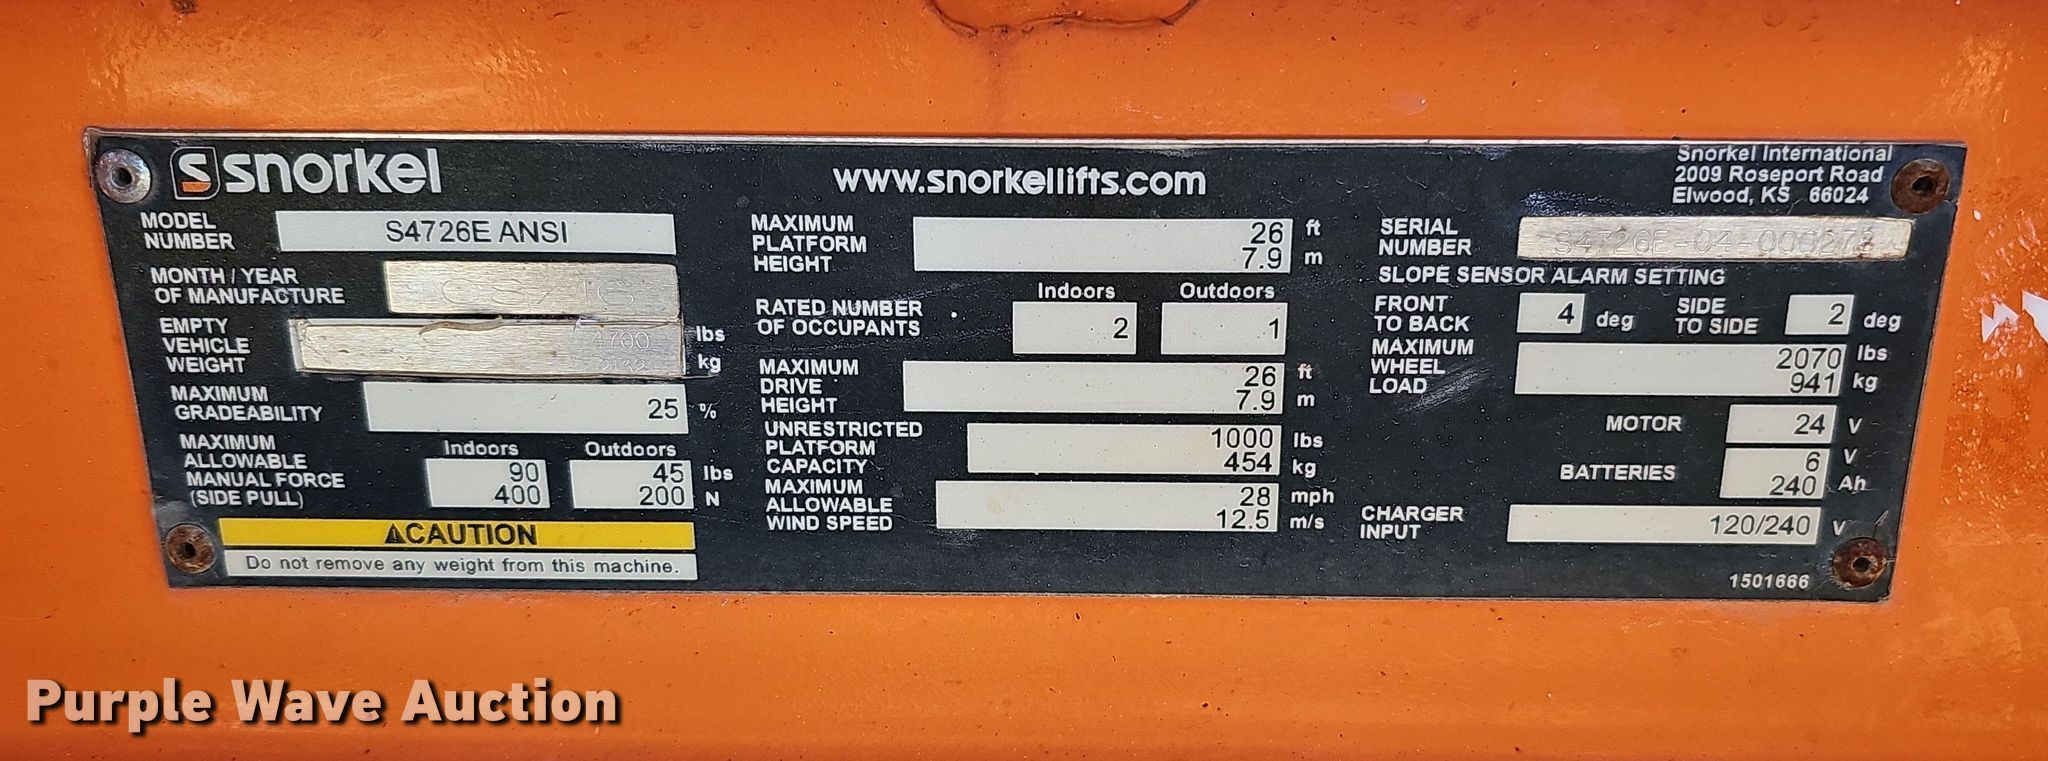 snorkel
www.snorkellifts.com
Snorkel International
2009 Roseport Road
Elwood, KS 66024
MODEL
NUMBER
S4726E ANSI
MONTH / YEAR
OF MANUFACTURE
EMPTY
VEHICLE
WEIGHT
4700 lbs
kg
MAXIMUM
GRADEABILITY
25 %
MAXIMUM
ALLOWABLE
MANUAL FORCE
(SIDE PULL)
Indoors Outdoors
90 45 lbs
400 200 N
CAUTION
Do not remove any weight from this machine.
MAXIMUM
PLATFORM
HEIGHT
26 ft
7.9 m
RATED NUMBER
OF OCCUPANTS
Indoors Outdoors
2 1
MAXIMUM
DRIVE
HEIGHT
26 ft
7.9 m
UNRESTRICTED
PLATFORM
CAPACITY
1000 lbs
454 kg
MAXIMUM
ALLOWABLE
WIND SPEED
28 mph
12.5 m/s
SERIAL
NUMBER
SLOPE SENSOR ALARM SETTING
FRONT
TO BACK
4 deg
SIDE
TO SIDE
2 deg
MAXIMUM
WHEEL
LOAD
2070 lbs
941 kg
MOTOR 24 V
BATTERIES
6 V
240 Ah
CHARGER
INPUT
120/240 V
1501666
Purple Wave Auction